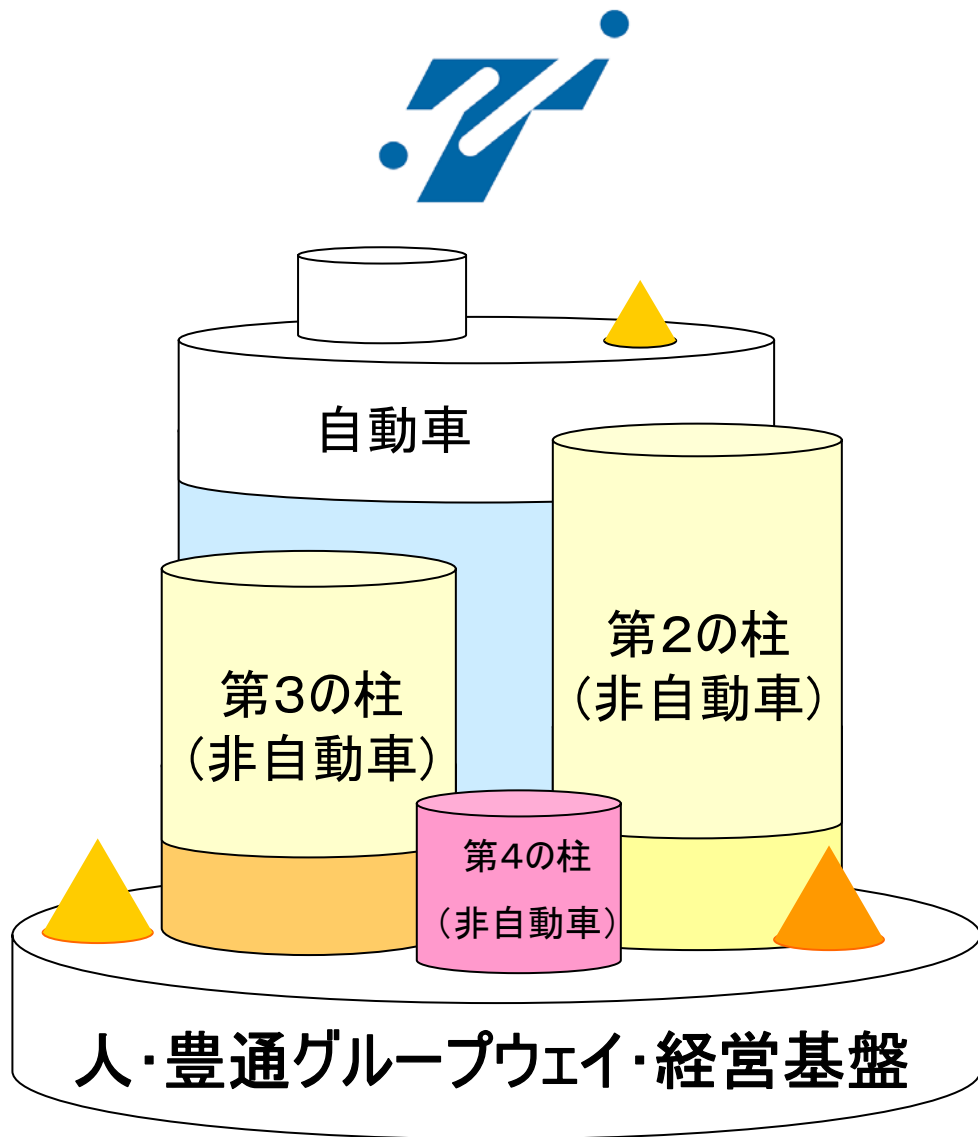 自動車
第２の柱
（非自動車）
第３の柱
（非自動車）
第４の柱
（非自動車）
人・豊通グループウェイ・経営基盤